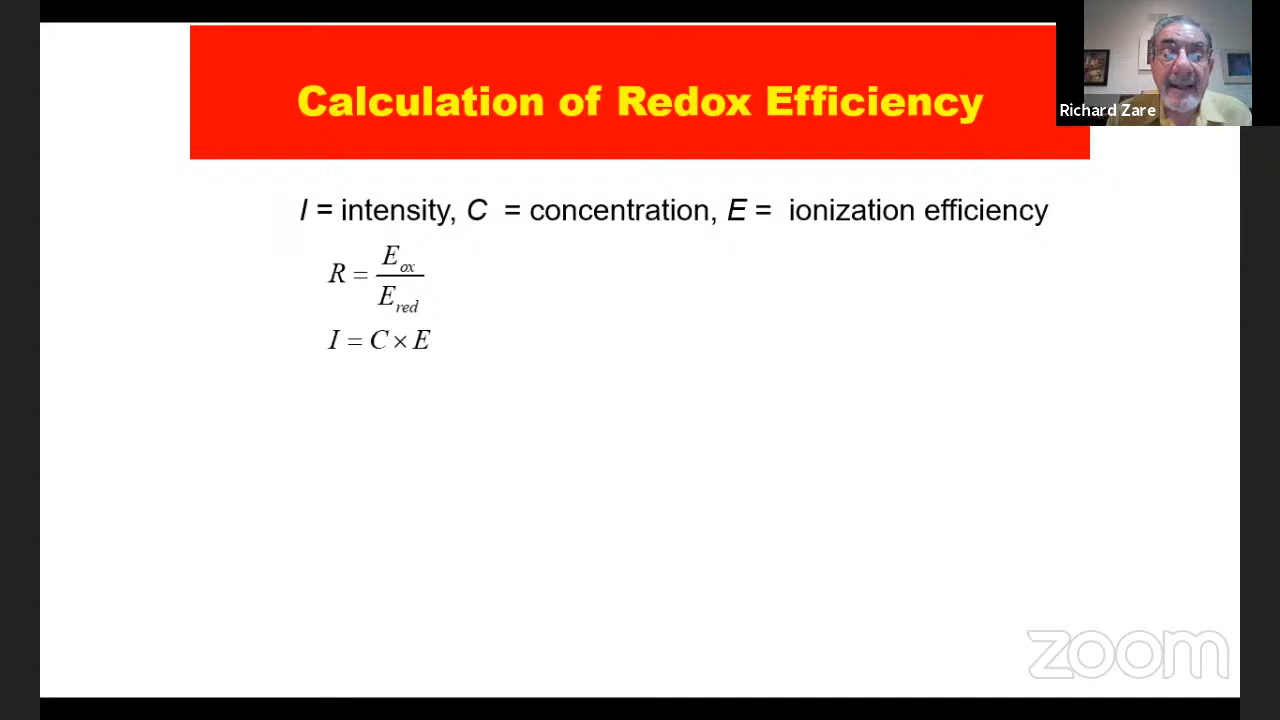 Calculation of Redox Efficiency
Richard Zare
I = intensity, C = concentration, E = ionization efficiency
R = E_ox / E_red
I = C × E
zoom